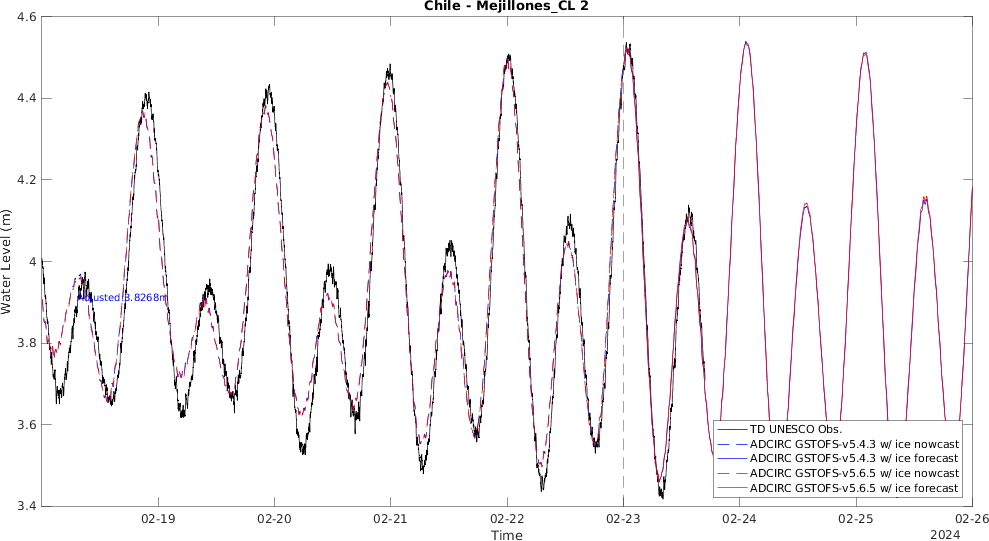 Chile - Mejillones_CL 2
4.6
4.4
4.2
4
3.8
3.6
3.4
Water Level (m)
Adjusted:3.8268m
TD UNESCO Obs.
ADCIRC GSTOFS-v5.4.3 w/ ice nowcast
ADCIRC GSTOFS-v5.4.3 w/ ice forecast
ADCIRC GSTOFS-v5.6.5 w/ ice nowcast
ADCIRC GSTOFS-v5.6.5 w/ ice forecast
02-19 02-20 02-21 02-22 02-23 02-24 02-25 02-26
Time
2024